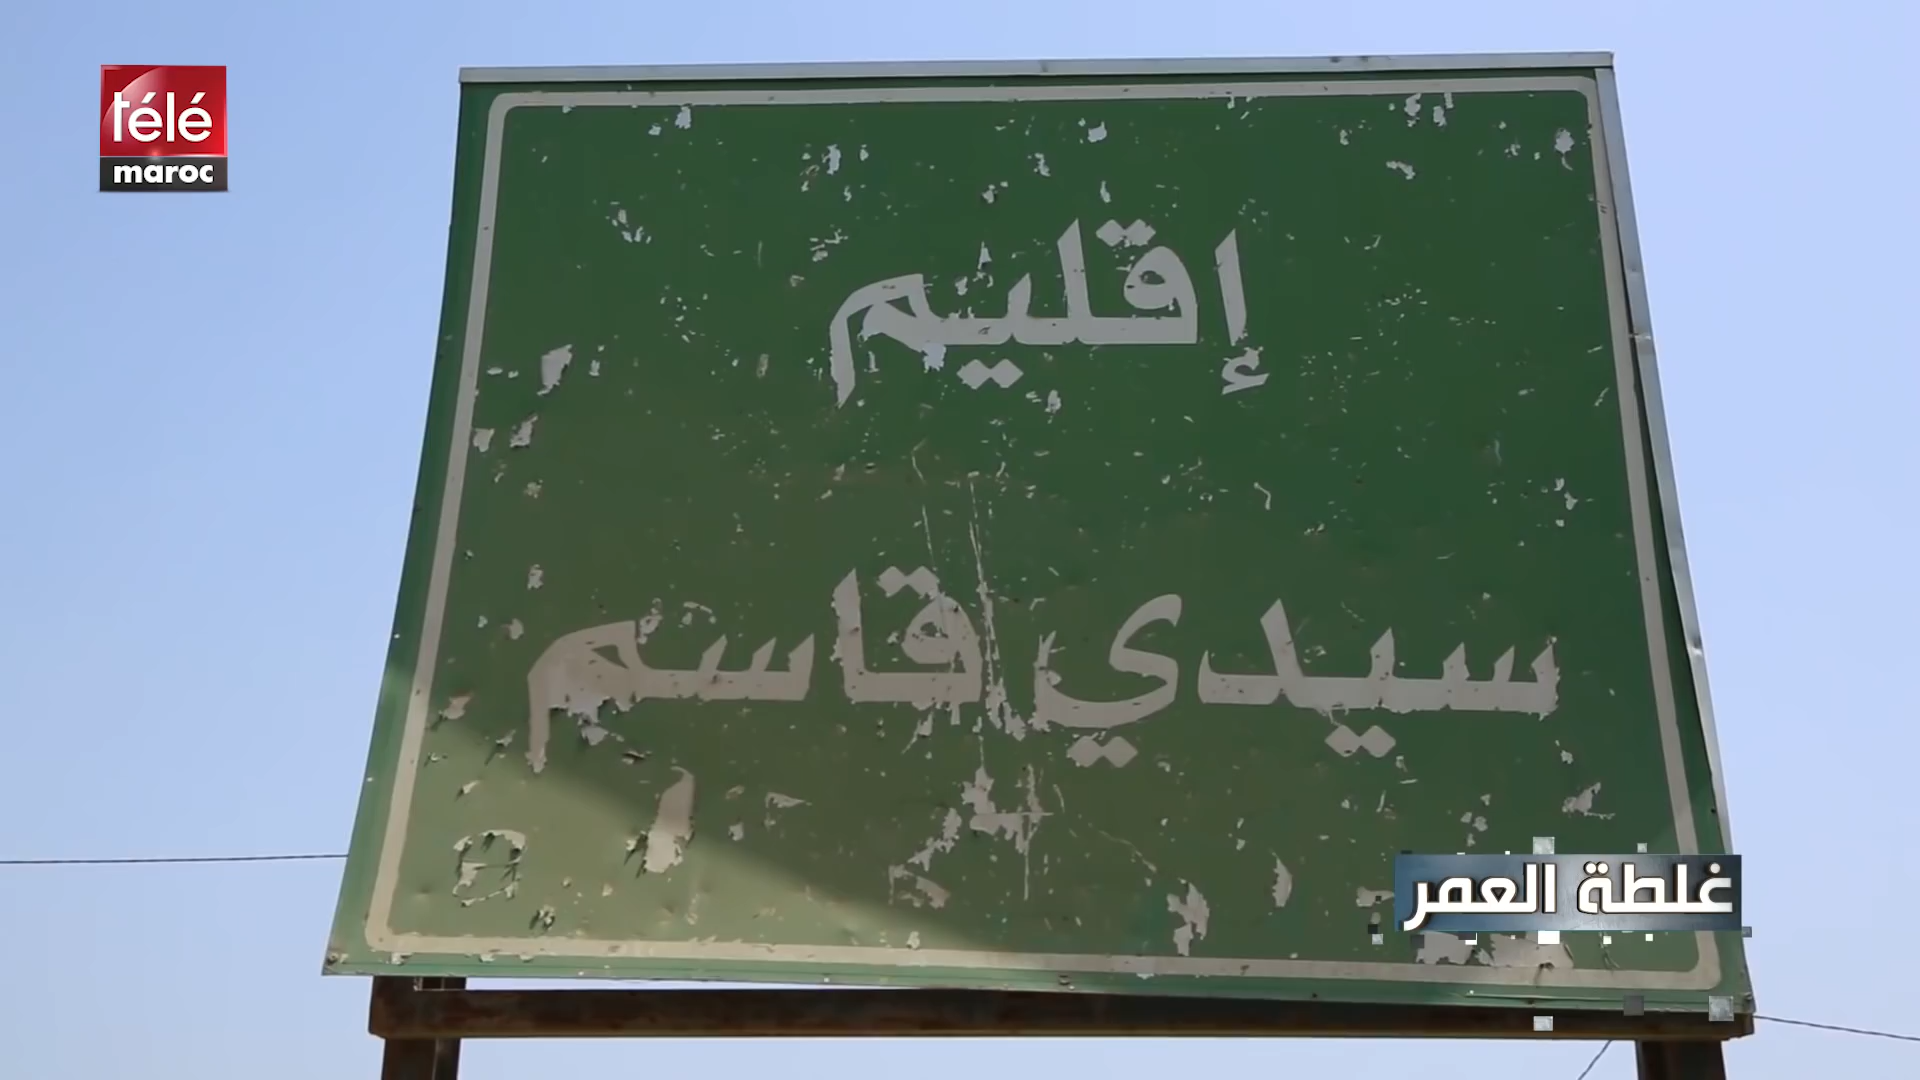 télé
maroc
إقليم
سيدي قاسم
غلطة العمر